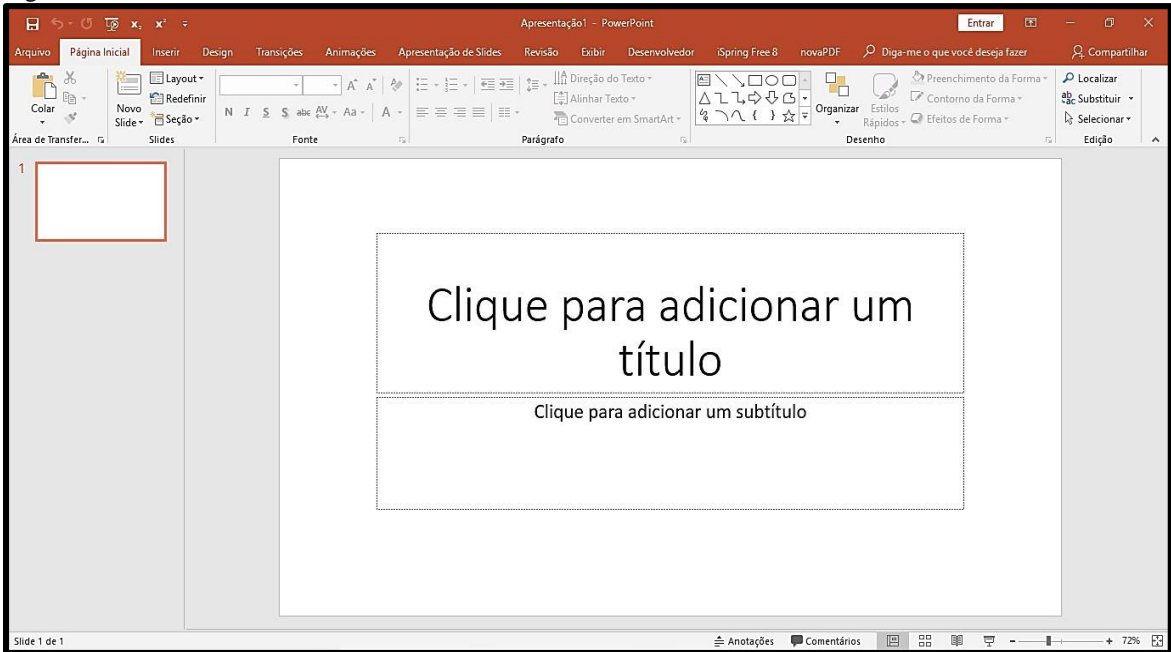 Apresentação1 - PowerPoint
Entrar
Arquivo Página Inicial Inserir Design Transições Animações Apresentação de Slides Revisão Exibir Desenvolvedor iSpring Free 8 novaPDF Diga-me o que você deseja fazer Compartilhar
Colar
Área de Transfer...
Novo
Slide
Layout
Redefinir
Seção
Slides
N I S S abc AV Aa A
Fonte
Direção do Texto
Alinhar Texto
Converter em SmartArt
Parágrafo
Organizar
Estilos
Rápidos
Preenchimento da Forma
Contorno da Forma
Efeitos de Forma
Desenho
Localizar
Substituir
Selecionar
Edição
1
Clique para adicionar um
título
Clique para adicionar um subtítulo
Slide 1 de 1
Anotações Comentários 72%